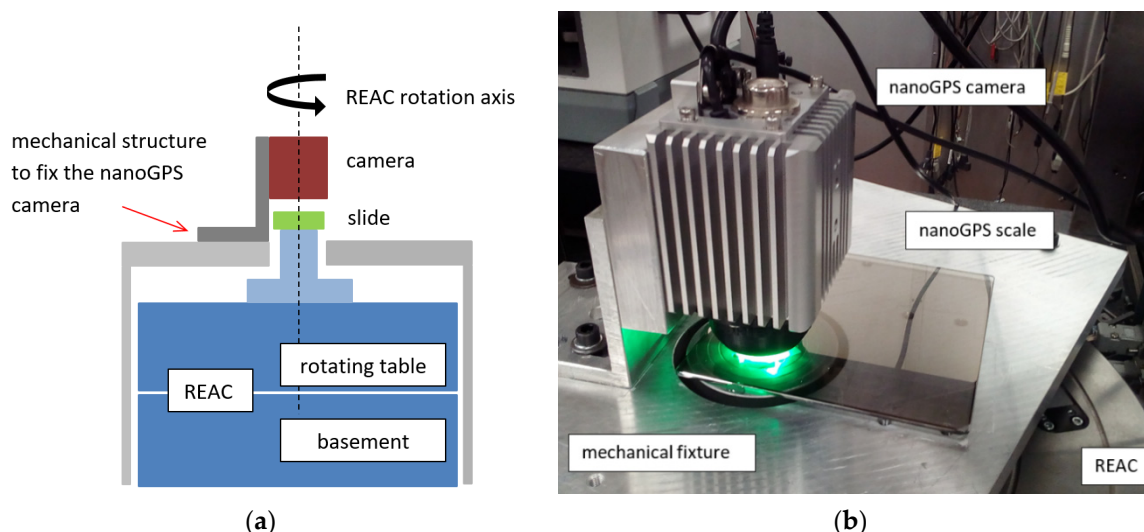 REAC rotation axis
mechanical structure
to fix the nanoGPS
camera
camera
slide
rotating table
REAC
basement
(a)
nanoGPS camera
nanoGPS scale
mechanical fixture
REAC
(b)